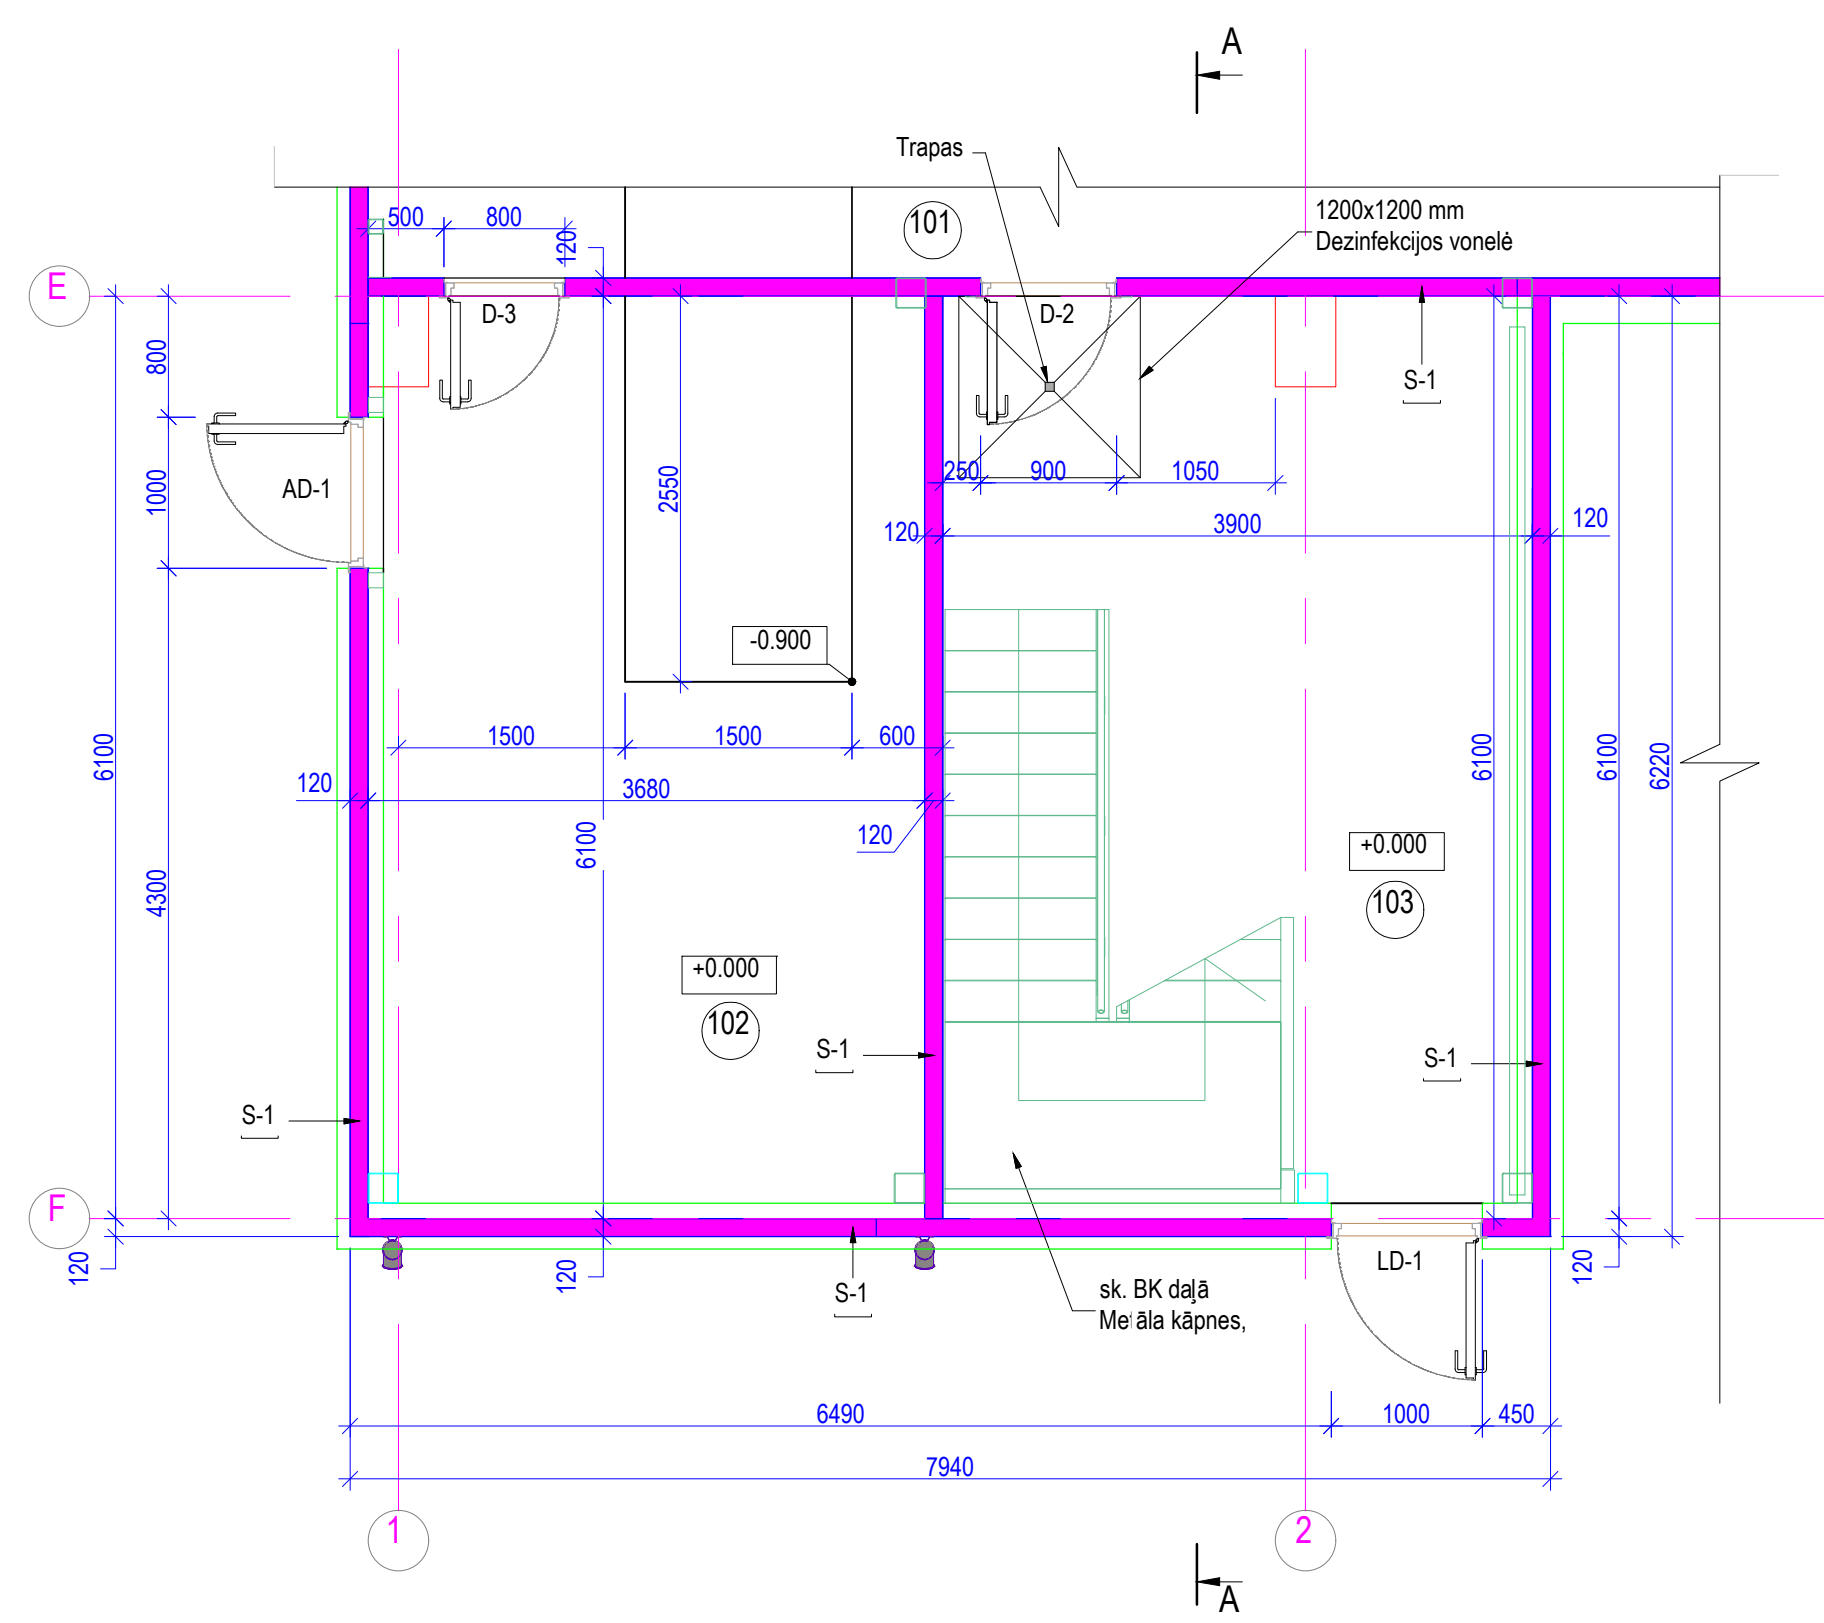 A
Trapas
1200x1200 mm
Dezinfekcijos vonelė
500
800
120
101
E
D-3
D-2
S-1
800
1000
AD-1
2550
250
900
1050
120
3900
120
-0.900
1500
1500
600
6100
120
3680
6100
120
6100
6100
6220
+0.000
103
4300
+0.000
102
S-1
S-1
S-1
F
120
120
S-1
sk. BK daļā
Metāla kāpnes,
LD-1
120
6490
1000
450
7940
1
2
A